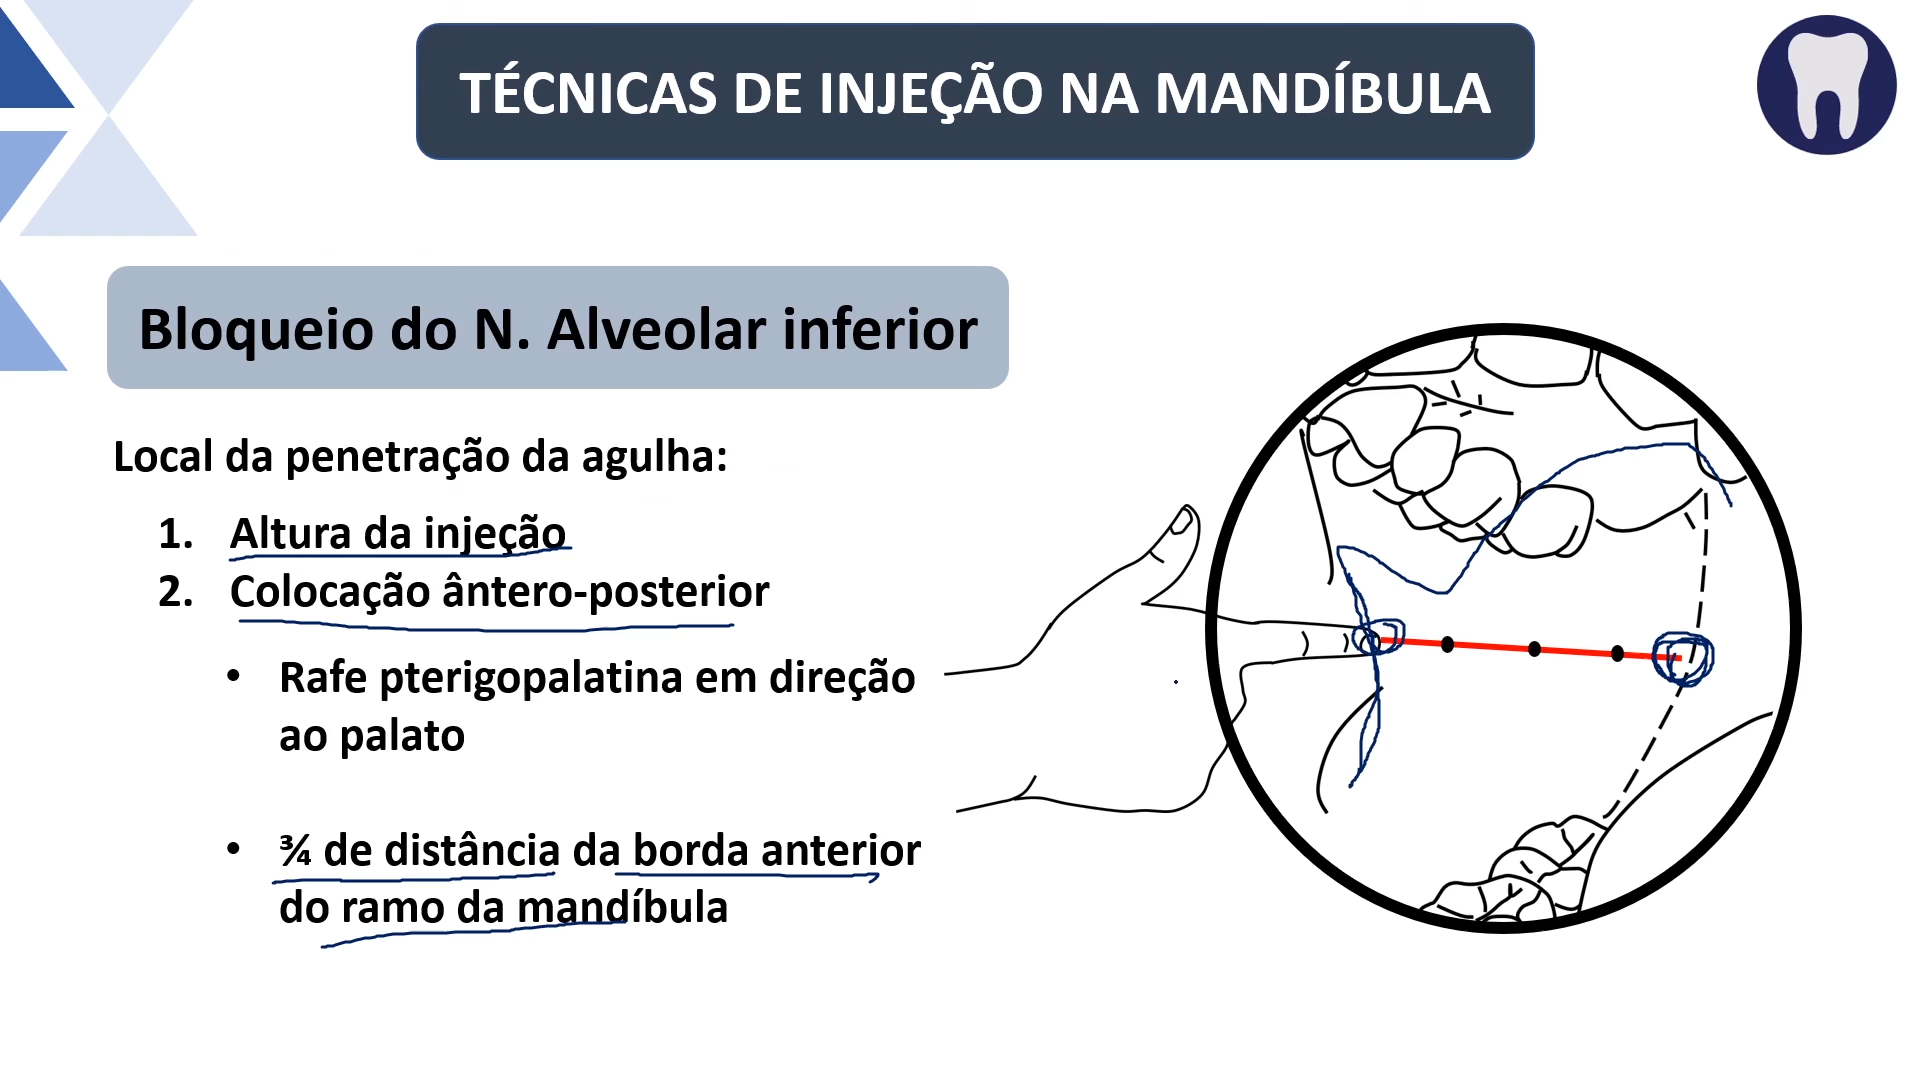 TÉCNICAS DE INJEÇÃO NA MANDÍBULA
Bloqueio do N. Alveolar inferior
Local da penetração da agulha:
1. Altura da injeção
2. Colocação ântero-posterior
• Rafe pterigopalatina em direção
ao palato
• ¾ de distância da borda anterior
do ramo da mandíbula